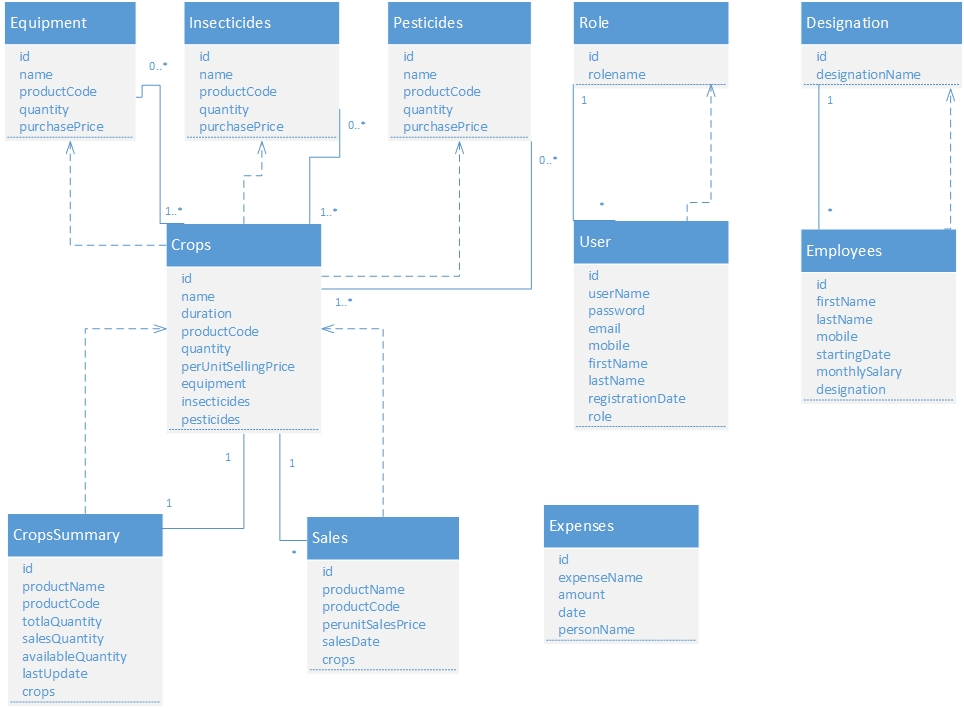 Equipment
id
name
productCode
quantity
purchasePrice
0..*
Insecticides
id
name
productCode
quantity
purchasePrice
0..*
Pesticides
id
name
productCode
quantity
purchasePrice
0..*
Role
id
rolename
1
*
Designation
id
designationName
1
*
1..*
1..*
Crops
id
name
duration
productCode
quantity
perUnitSellingPrice
equipment
insecticides
pesticides
1..*
User
id
userName
password
email
mobile
firstName
lastName
registrationDate
role
Employees
id
firstName
lastName
mobile
startingDate
monthlySalary
designation
1
1
1
*
CropsSummary
id
productName
productCode
totlaQuantity
salesQuantity
availableQuantity
lastUpdate
crops
Sales
id
productName
productCode
perunitSalesPrice
salesDate
crops
Expenses
id
expenseName
amount
date
personName